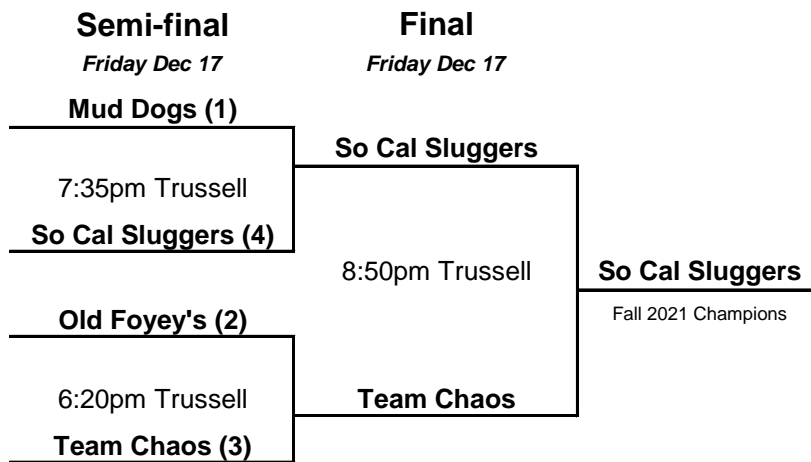 Semi-final
Friday Dec 17
Mud Dogs (1)
7:35pm Trussell
So Cal Sluggers (4)
Old Foyey's (2)
6:20pm Trussell
Team Chaos (3)
Final
Friday Dec 17
So Cal Sluggers
8:50pm Trussell
Team Chaos
So Cal Sluggers
Fall 2021 Champions